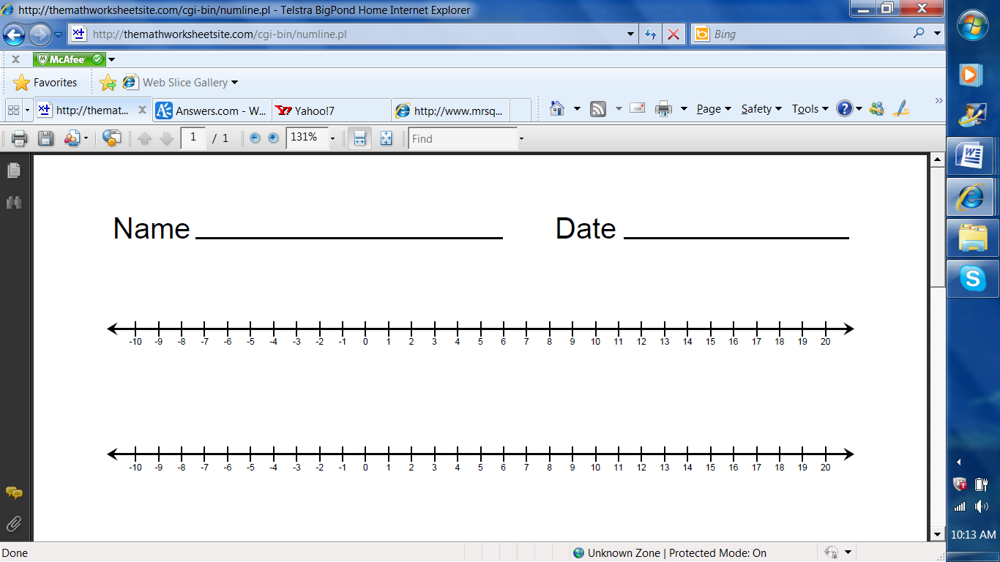 http://themathworksheetsite.com/cgi-bin/numline.pl - Telstra BigPond Home Internet Explorer
http://themathworksheetsite.com/cgi-bin/numline.pl
Bing
x McAfee
Favorites Web Slice Gallery
http://themat... Answers.com - W... Yahoo!7 http://www.mrsq... Page Safety Tools
1 / 1 131% Find
Name Date
-10 -9 -8 -7 -6 -5 -4 -3 -2 -1 0 1 2 3 4 5 6 7 8 9 10 11 12 13 14 15 16 17 18 19 20
-10 -9 -8 -7 -6 -5 -4 -3 -2 -1 0 1 2 3 4 5 6 7 8 9 10 11 12 13 14 15 16 17 18 19 20
Done Unknown Zone | Protected Mode: On
10:13 AM